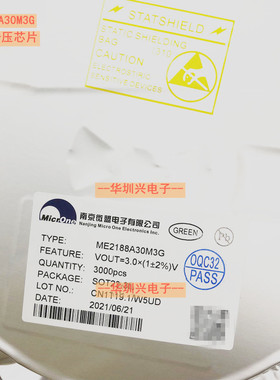 A30M3G
压芯片
STATSHIELD
STATIC SHIELDING
BAG
—华圳兴电子—
MicrOne
南京微盟电子有限公司
Nanjing Micro One Electronics Inc.
GREEN
Pb
TYPE: ME2188A30M3G
FEATURE: VOUT=3.0×(1±2%)V
QUANTITY: 3000pcs
PACKAGE:
LOT NO.: CN1119.1/W5UD
DATE: 2021/06/21
OQC32
PASS
—华圳兴电子—